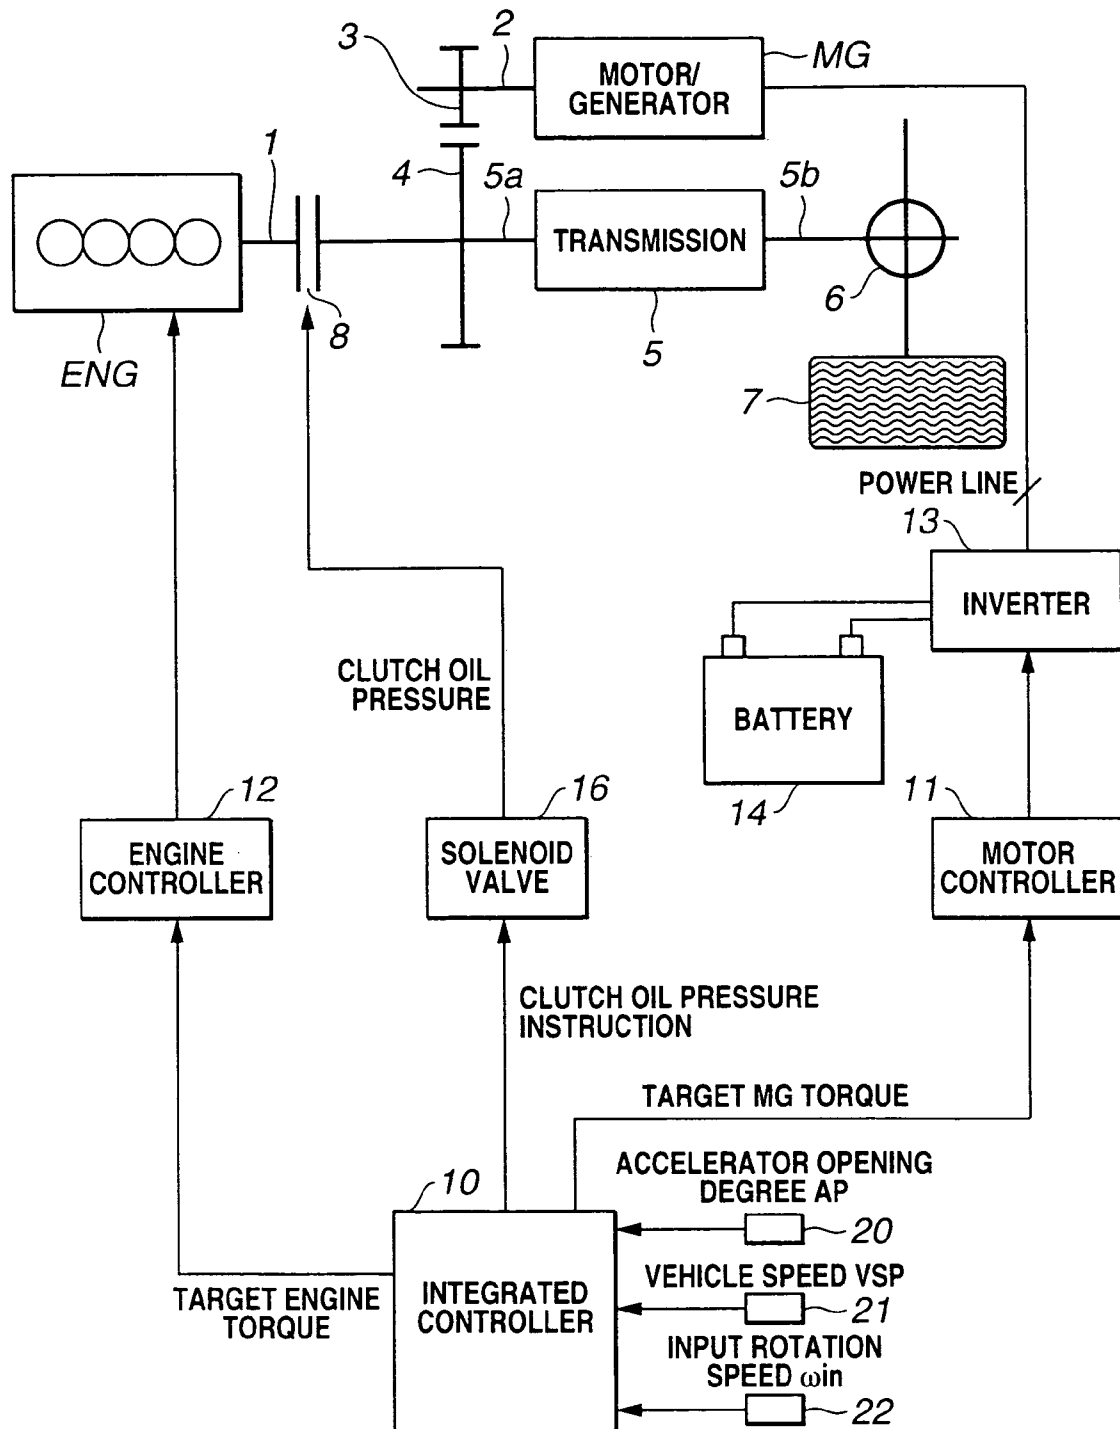 2
3
MOTOR/
GENERATOR
MG
1
4
5a
TRANSMISSION
5b
8
5
6
ENG
7
POWER LINE
13
INVERTER
CLUTCH OIL
PRESSURE
BATTERY
14
12
16
11
ENGINE
CONTROLLER
SOLENOID
VALVE
MOTOR
CONTROLLER
CLUTCH OIL PRESSURE
INSTRUCTION
TARGET MG TORQUE
10
ACCELERATOR OPENING
DEGREE AP
20
INTEGRATED
CONTROLLER
TARGET ENGINE
TORQUE
VEHICLE SPEED VSP
21
INPUT ROTATION
SPEED ωin
22